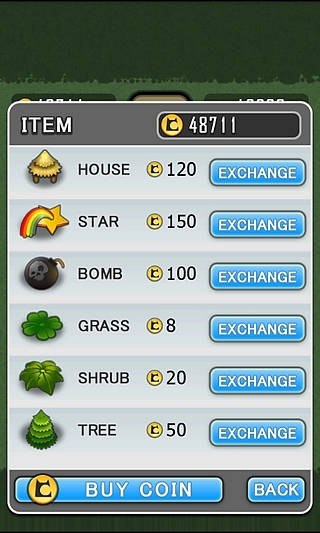 ITEM 48711
HOUSE 120 EXCHANGE
STAR 150 EXCHANGE
BOMB 100 EXCHANGE
GRASS 8 EXCHANGE
SHRUB 20 EXCHANGE
TREE 50 EXCHANGE
BUY COIN BACK